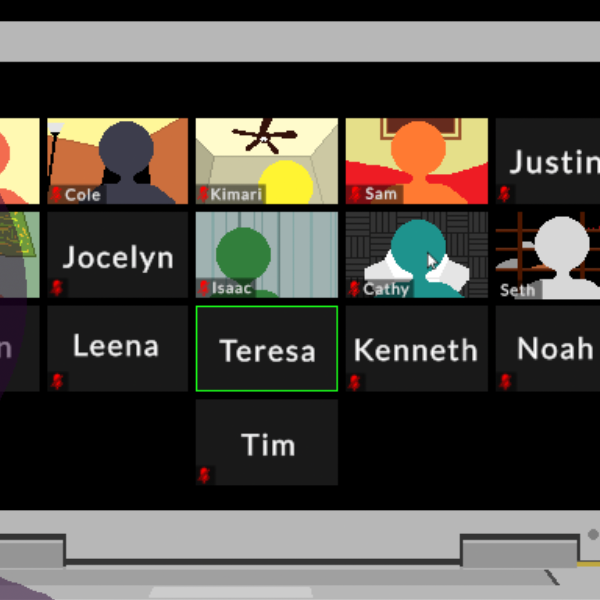 Cole
Kimari
Sam
Justin
Jocelyn
Isaac
Cathy
Seth
n
Leena
Teresa
Kenneth
Noah
Tim